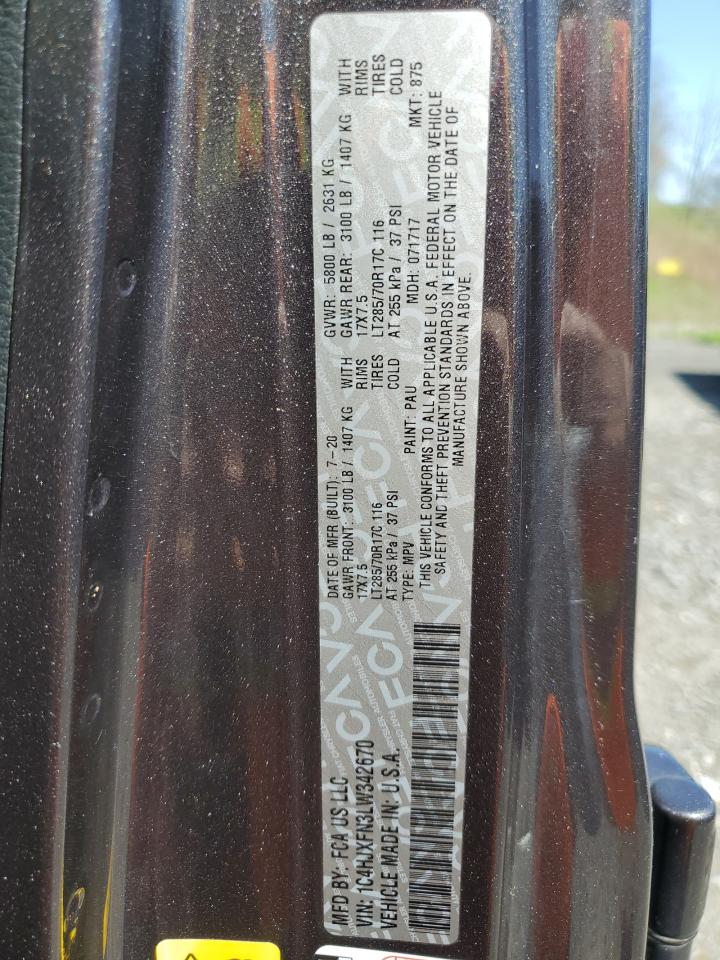 MFD BY: FCA US LLC
DATE OF MFR (BUILT): 7-20
GVWR: 5800 LB / 2631 KG
GAWR FRONT: 3100 LB / 1407 KG WITH
GAWR REAR: 3100 LB / 1407 KG WITH
17X7.5 RIMS
17X7.5 RIMS
LT285/70R17C 116 TIRES
LT285/70R17C 116 TIRES
AT 255 kPa / 37 PSI COLD
AT 255 kPa / 37 PSI COLD
VIN: 1C4HJXFN3LW342670
TYPE: MPV
PAINT: PAU
MDH: 071717
MKT: 875
VEHICLE MADE IN: U.S.A.
THIS VEHICLE CONFORMS TO ALL APPLICABLE U.S.A. FEDERAL MOTOR VEHICLE
SAFETY AND THEFT PREVENTION STANDARDS IN EFFECT ON THE DATE OF
MANUFACTURE SHOWN ABOVE.